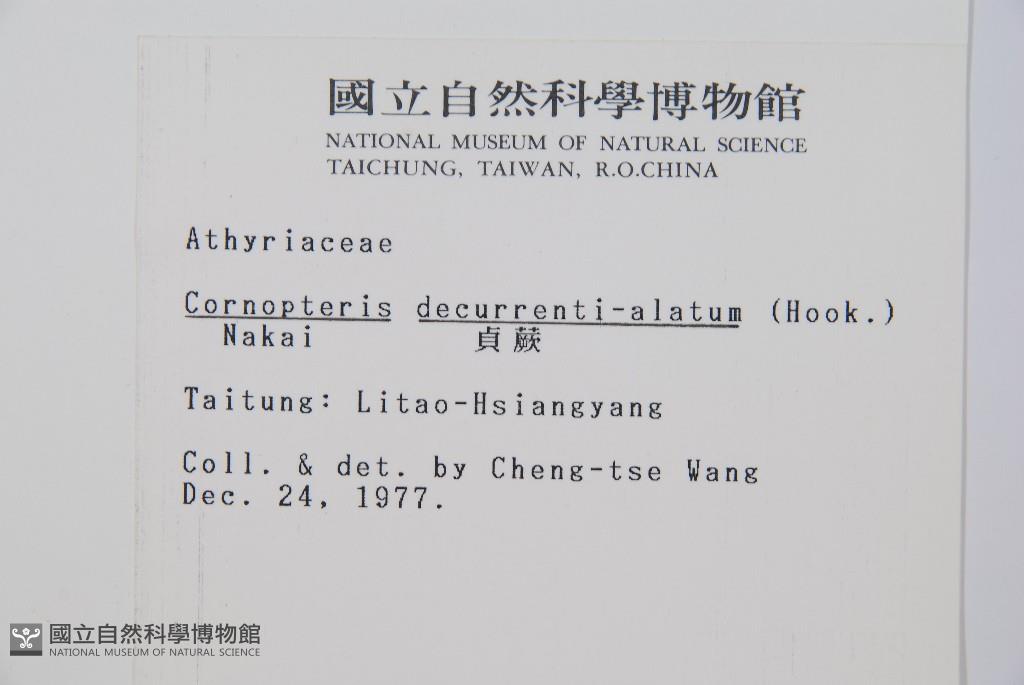 國立自然科學博物館
NATIONAL MUSEUM OF NATURAL SCIENCE
TAICHUNG, TAIWAN, R.O.CHINA
Athyriaceae
Cornopteris decurrenti-alatum (Hook.)
Nakai 貞蕨
Taitung: Litao-Hsiangyang
Coll. & det. by Cheng-tse Wang
Dec. 24, 1977.
國立自然科學博物館
NATIONAL MUSEUM OF NATURAL SCIENCE